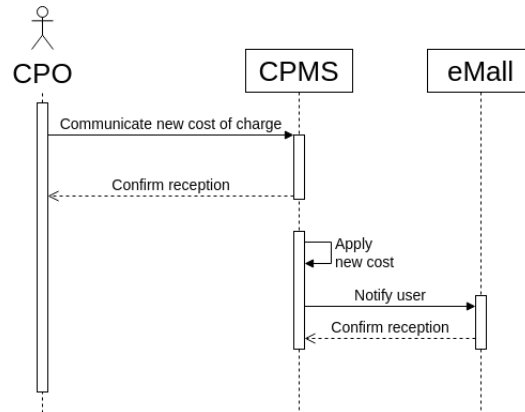 CPO
CPMS
eMall
Communicate new cost of charge
Confirm reception
Apply
new cost
Notify user
Confirm reception